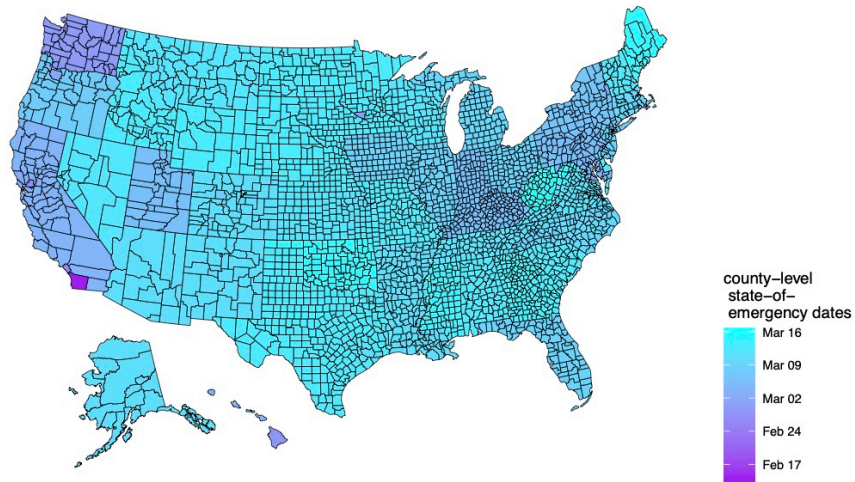 county−level
state−of−
emergency dates
Mar 16
Mar 09
Mar 02
Feb 24
Feb 17